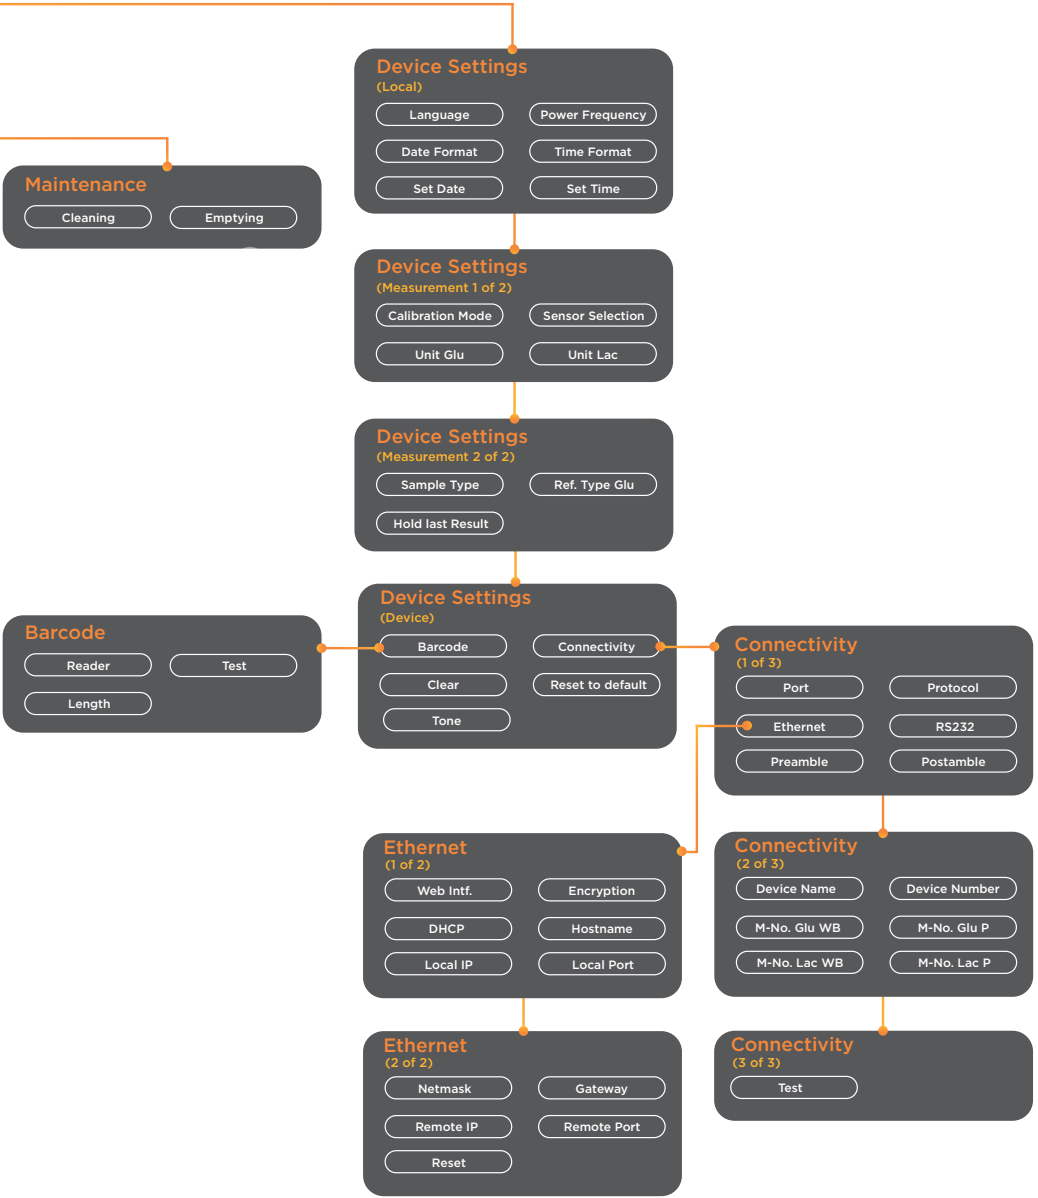 Device Settings
(Local)
Language
Power Frequency
Date Format
Time Format
Set Date
Set Time
Maintenance
Cleaning
Emptying
Device Settings
(Measurement 1 of 2)
Calibration Mode
Sensor Selection
Unit Glu
Unit Lac
Device Settings
(Measurement 2 of 2)
Sample Type
Ref. Type Glu
Hold last Result
Device Settings
(Device)
Barcode
Connectivity
Clear
Reset to default
Tone
Barcode
Reader
Test
Length
Connectivity
(1 of 3)
Port
Protocol
Ethernet
RS232
Preamble
Postamble
Ethernet
(1 of 2)
Web Intf.
Encryption
DHCP
Hostname
Local IP
Local Port
Connectivity
(2 of 3)
Device Name
Device Number
M-No. Glu WB
M-No. Glu P
M-No. Lac WB
M-No. Lac P
Ethernet
(2 of 2)
Netmask
Gateway
Remote IP
Remote Port
Reset
Connectivity
(3 of 3)
Test